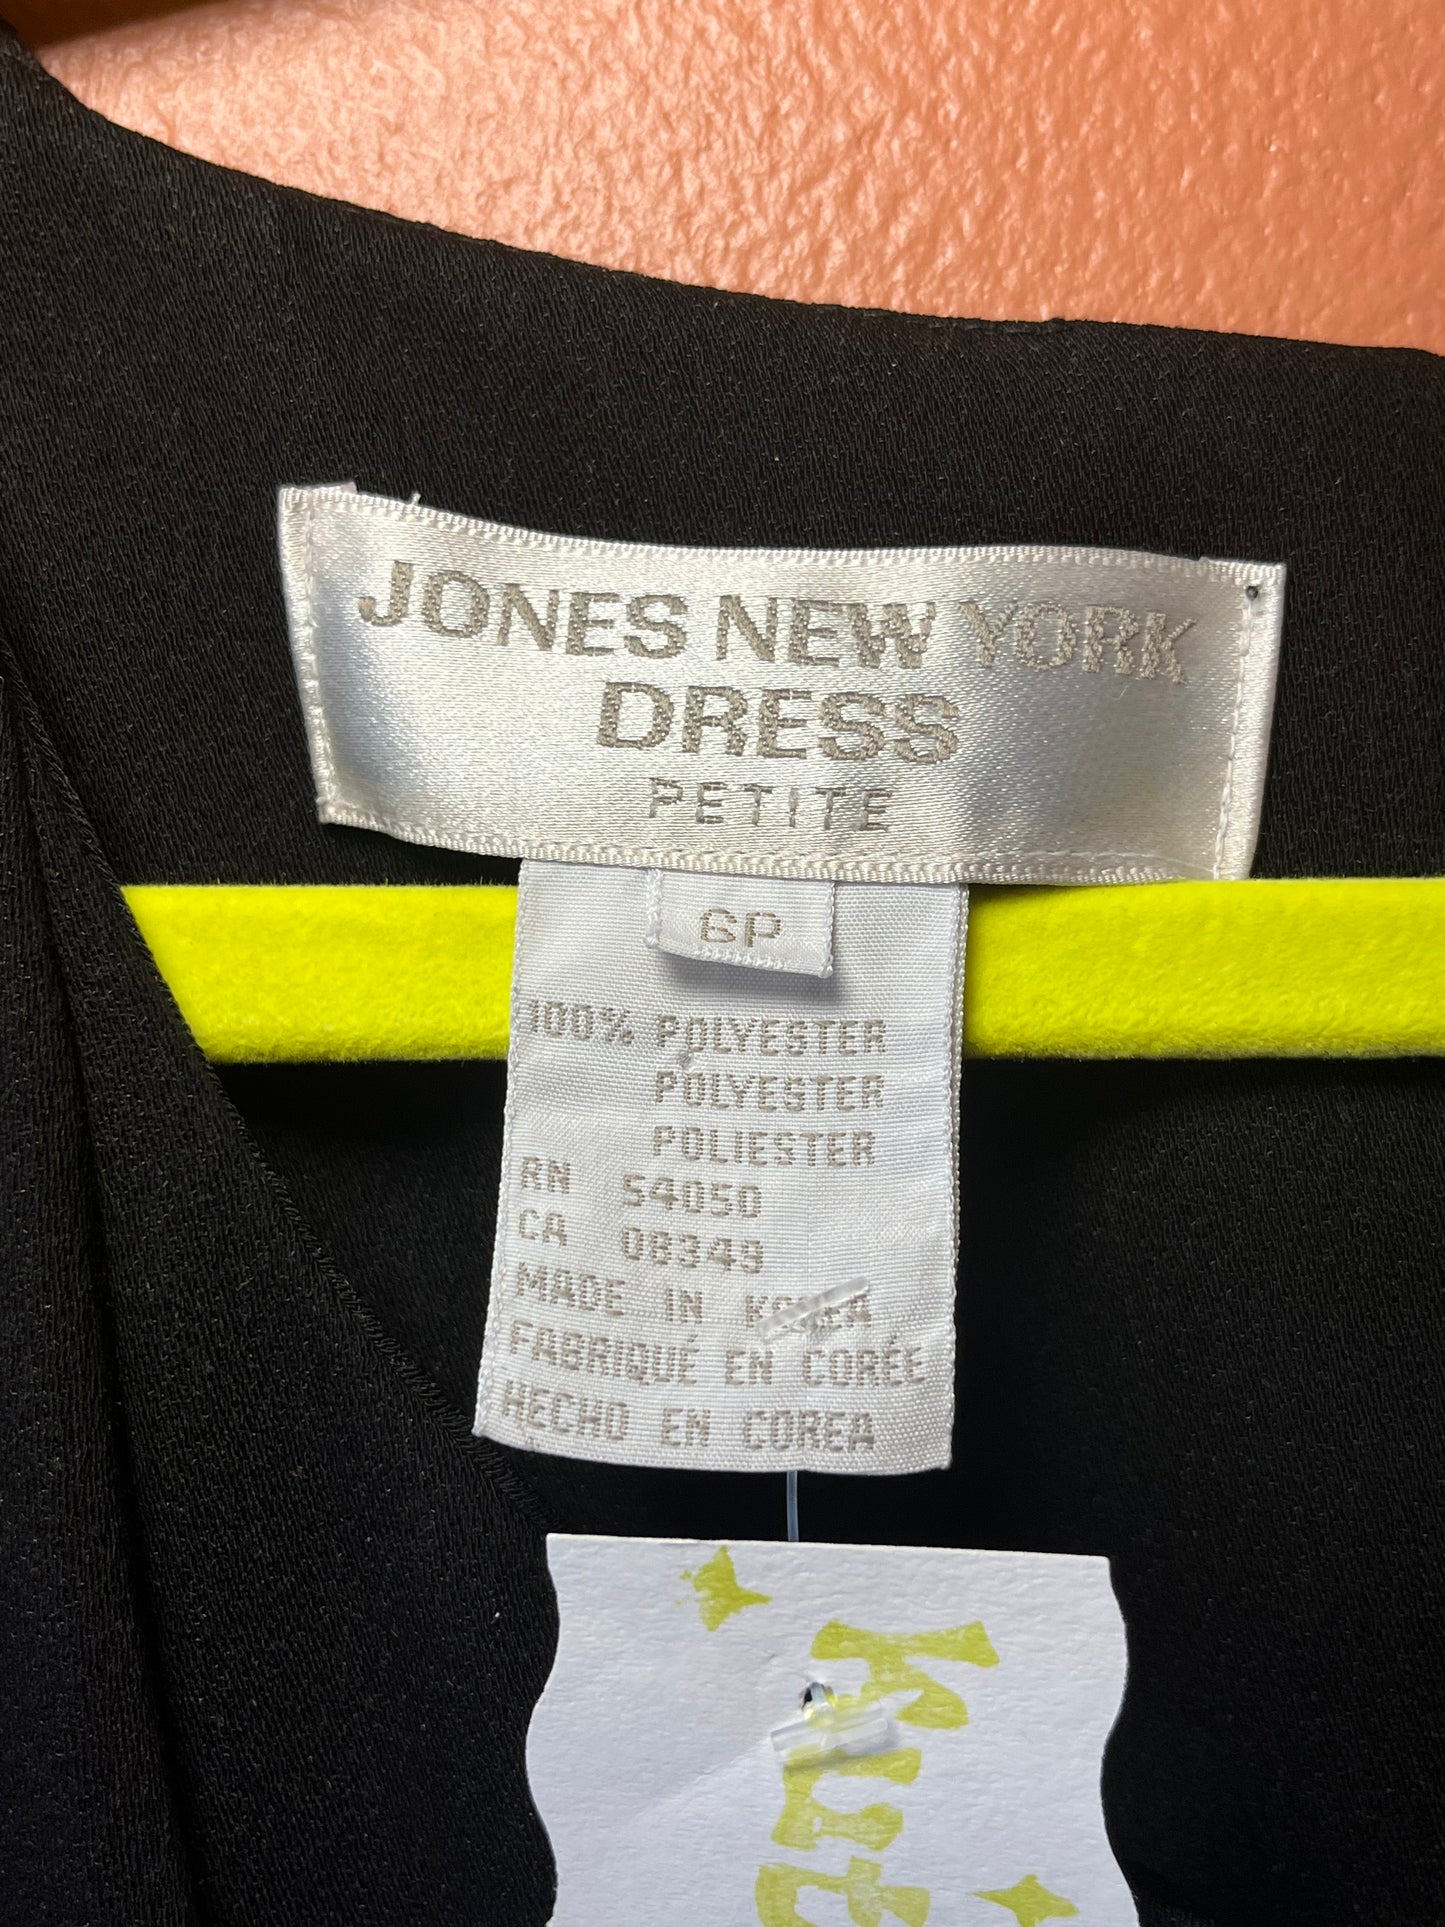 JONES NEW YORK
DRESS
PETITE
6P
100% POLYESTER
POLYESTER
POLIESTER
RN 54050
CA 08349
MADE IN KOREA
FABRIQUÉ EN CORÉE
HECHO EN COREA